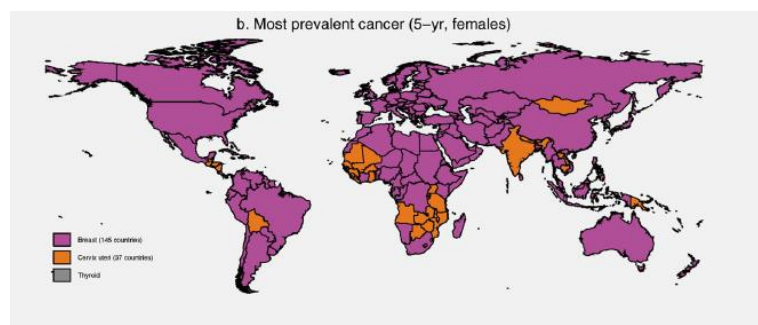 b. Most prevalent cancer (5-yr, females)
Breast (145 countries)
Cervix uteri (37 countries)
Thyroid